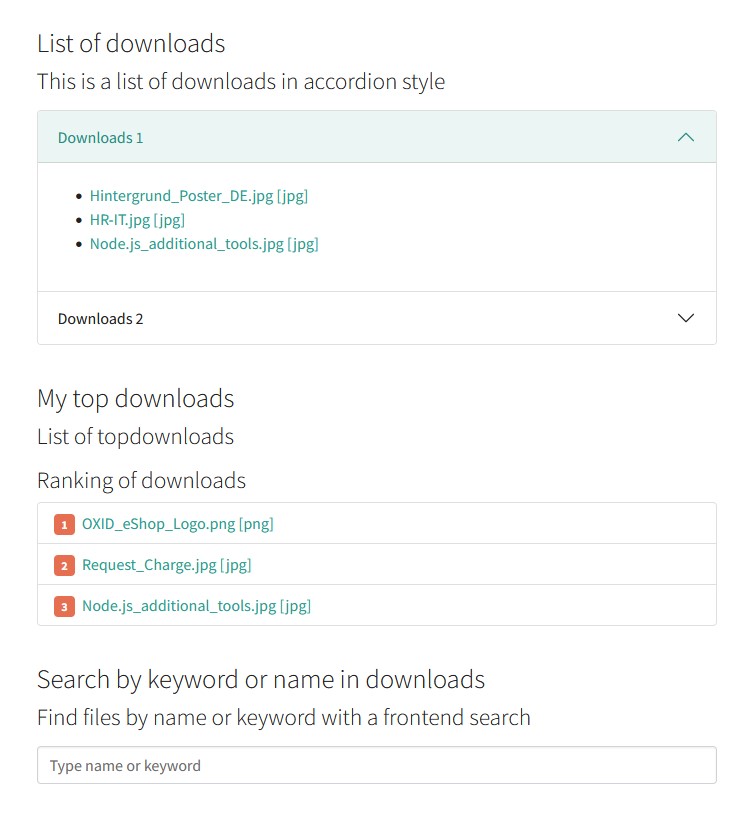 List of downloads
This is a list of downloads in accordion style
Downloads 1
Hintergrund_Poster_DE.jpg [jpg]
HR-IT.jpg [jpg]
Node.js_additional_tools.jpg [jpg]
Downloads 2
My top downloads
List of topdownloads
Ranking of downloads
1 OXID_eShop_Logo.png [png]
2 Request_Charge.jpg [jpg]
3 Node.js_additional_tools.jpg [jpg]
Search by keyword or name in downloads
Find files by name or keyword with a frontend search
Type name or keyword